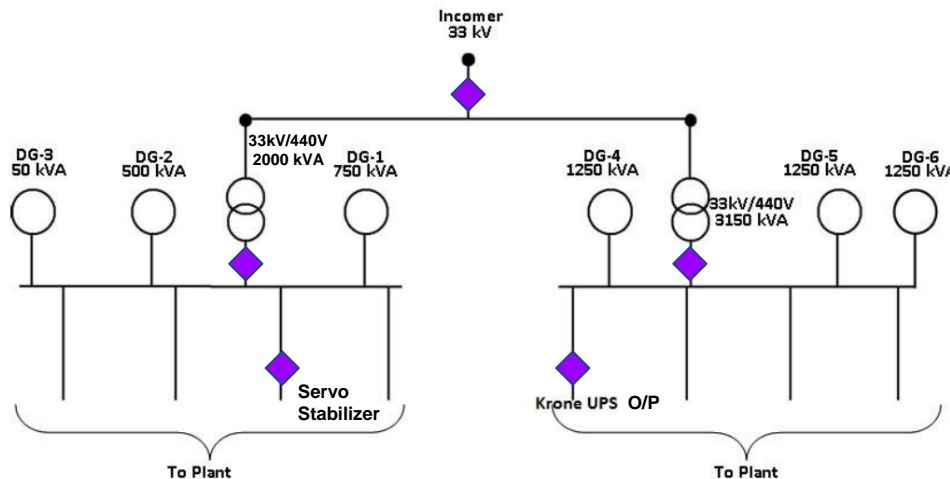 Incomer
33 kV
33kV/440V
2000 kVA
DG-3
50 kVA
DG-2
500 kVA
DG-1
750 kVA
DG-4
1250 kVA
33kV/440V
3150 kVA
DG-5
1250 kVA
DG-6
1250 kVA
Servo
Stabilizer
Krone UPS O/P
To Plant
To Plant